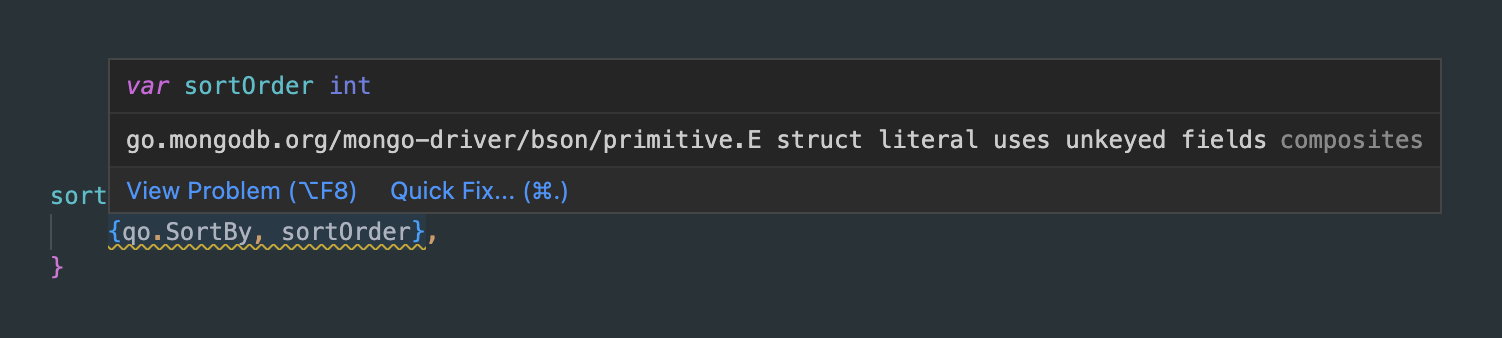 var sortOrder int
go.mongodb.org/mongo-driver/bson/primitive.E struct literal uses unkeyed fields composites
View Problem (⌥F8) Quick Fix... (⌘.)
sort
{qo.SortBy, sortOrder},
}